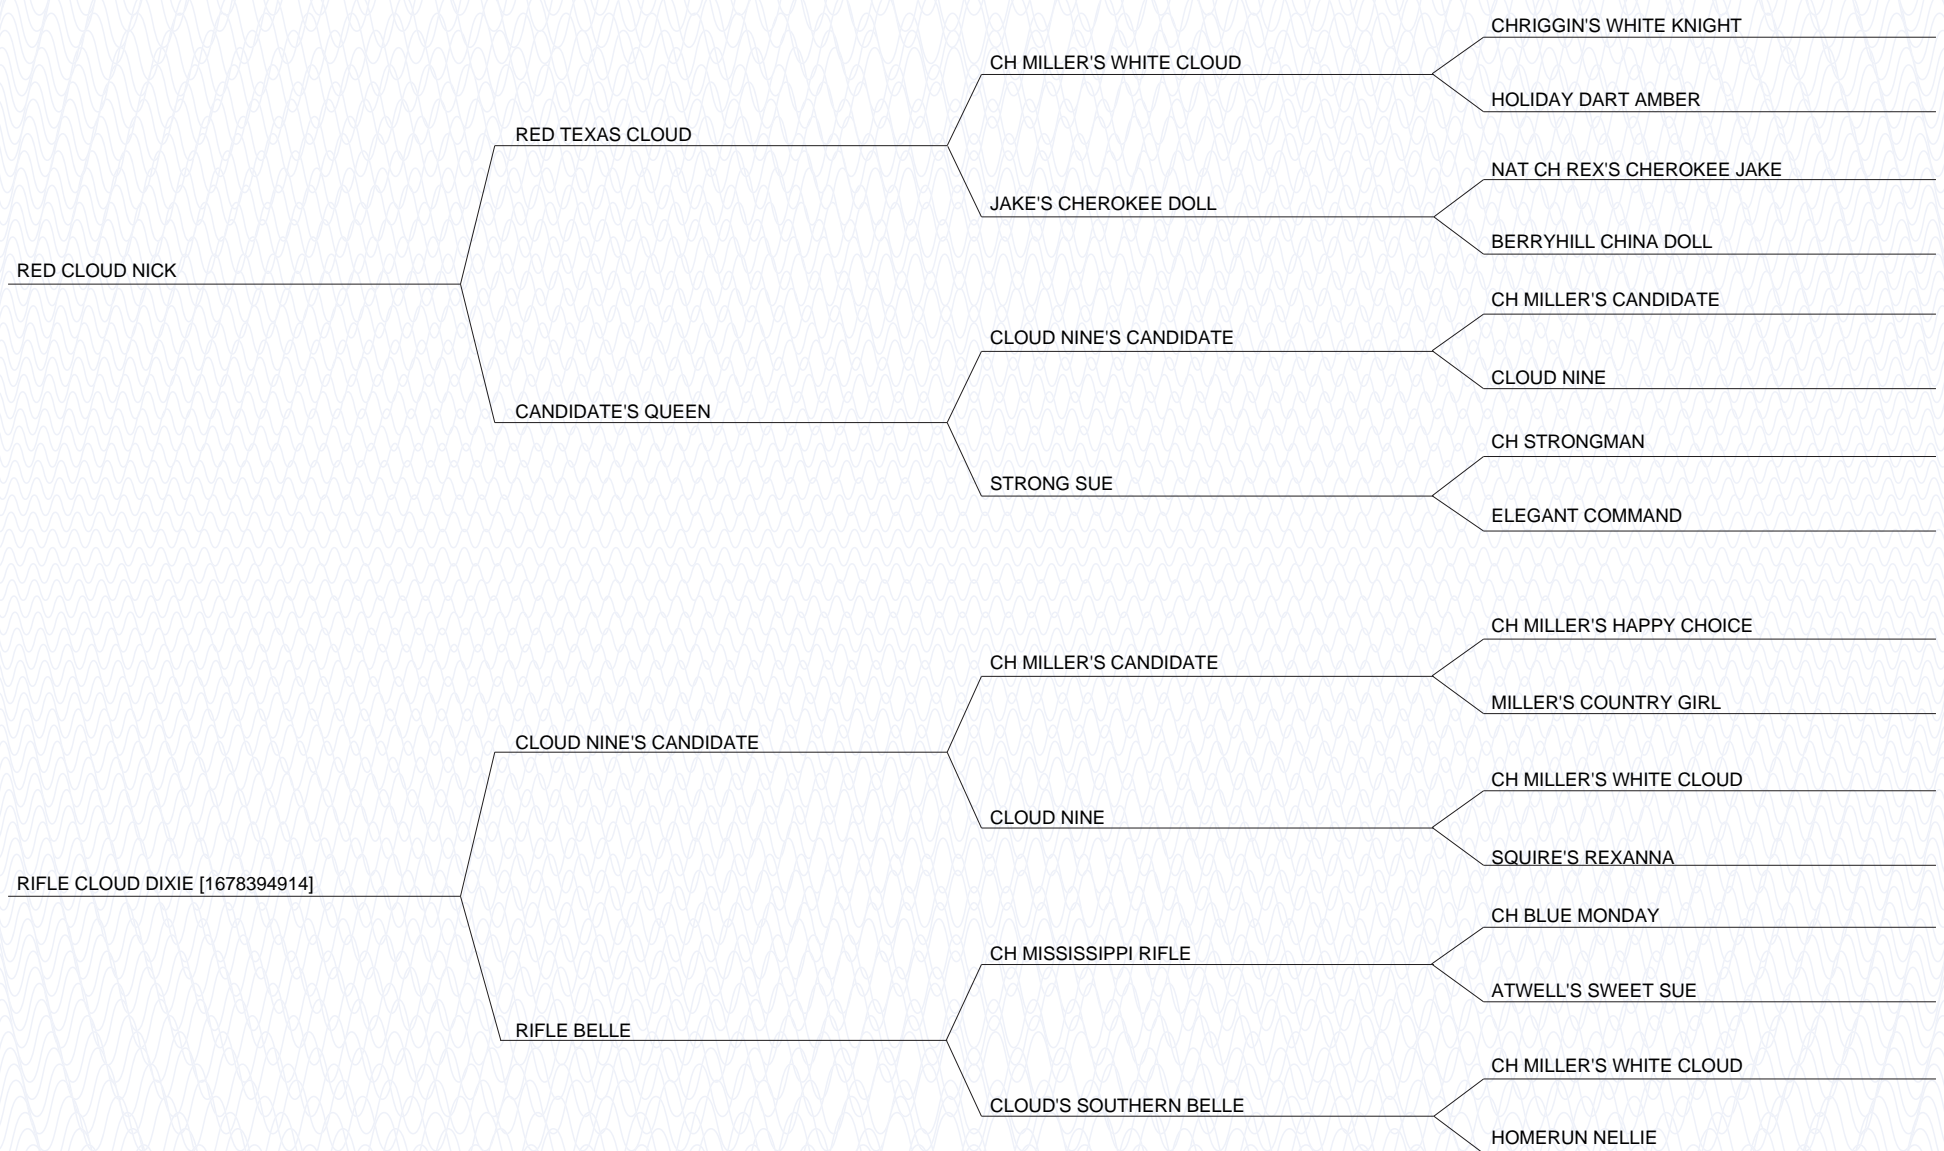 CHRIGGIN'S WHITE KNIGHT
CH MILLER'S WHITE CLOUD
HOLIDAY DART AMBER
RED TEXAS CLOUD
NAT CH REX'S CHEROKEE JAKE
JAKE'S CHEROKEE DOLL
BERRYHILL CHINA DOLL
RED CLOUD NICK
CH MILLER'S CANDIDATE
CLOUD NINE'S CANDIDATE
CLOUD NINE
CANDIDATE'S QUEEN
CH STRONGMAN
STRONG SUE
ELEGANT COMMAND
CH MILLER'S HAPPY CHOICE
CH MILLER'S CANDIDATE
MILLER'S COUNTRY GIRL
CLOUD NINE'S CANDIDATE
CH MILLER'S WHITE CLOUD
CLOUD NINE
SQUIRE'S REXANNA
RIFLE CLOUD DIXIE [1678394914]
CH BLUE MONDAY
CH MISSISSIPPI RIFLE
ATWELL'S SWEET SUE
RIFLE BELLE
CH MILLER'S WHITE CLOUD
CLOUD'S SOUTHERN BELLE
HOMERUN NELLIE